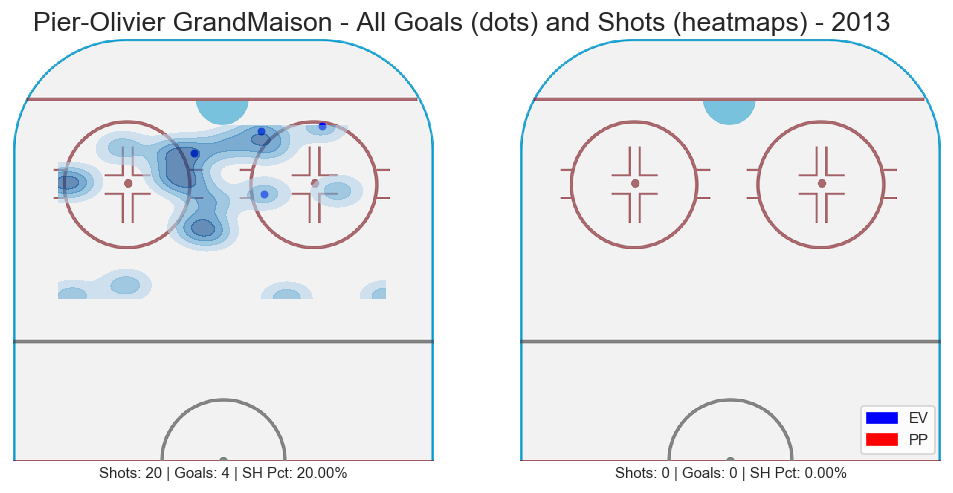 Pier-Olivier GrandMaison - All Goals (dots) and Shots (heatmaps) - 2013
EV
PP
Shots: 20 | Goals: 4 | SH Pct: 20.00%
Shots: 0 | Goals: 0 | SH Pct: 0.00%